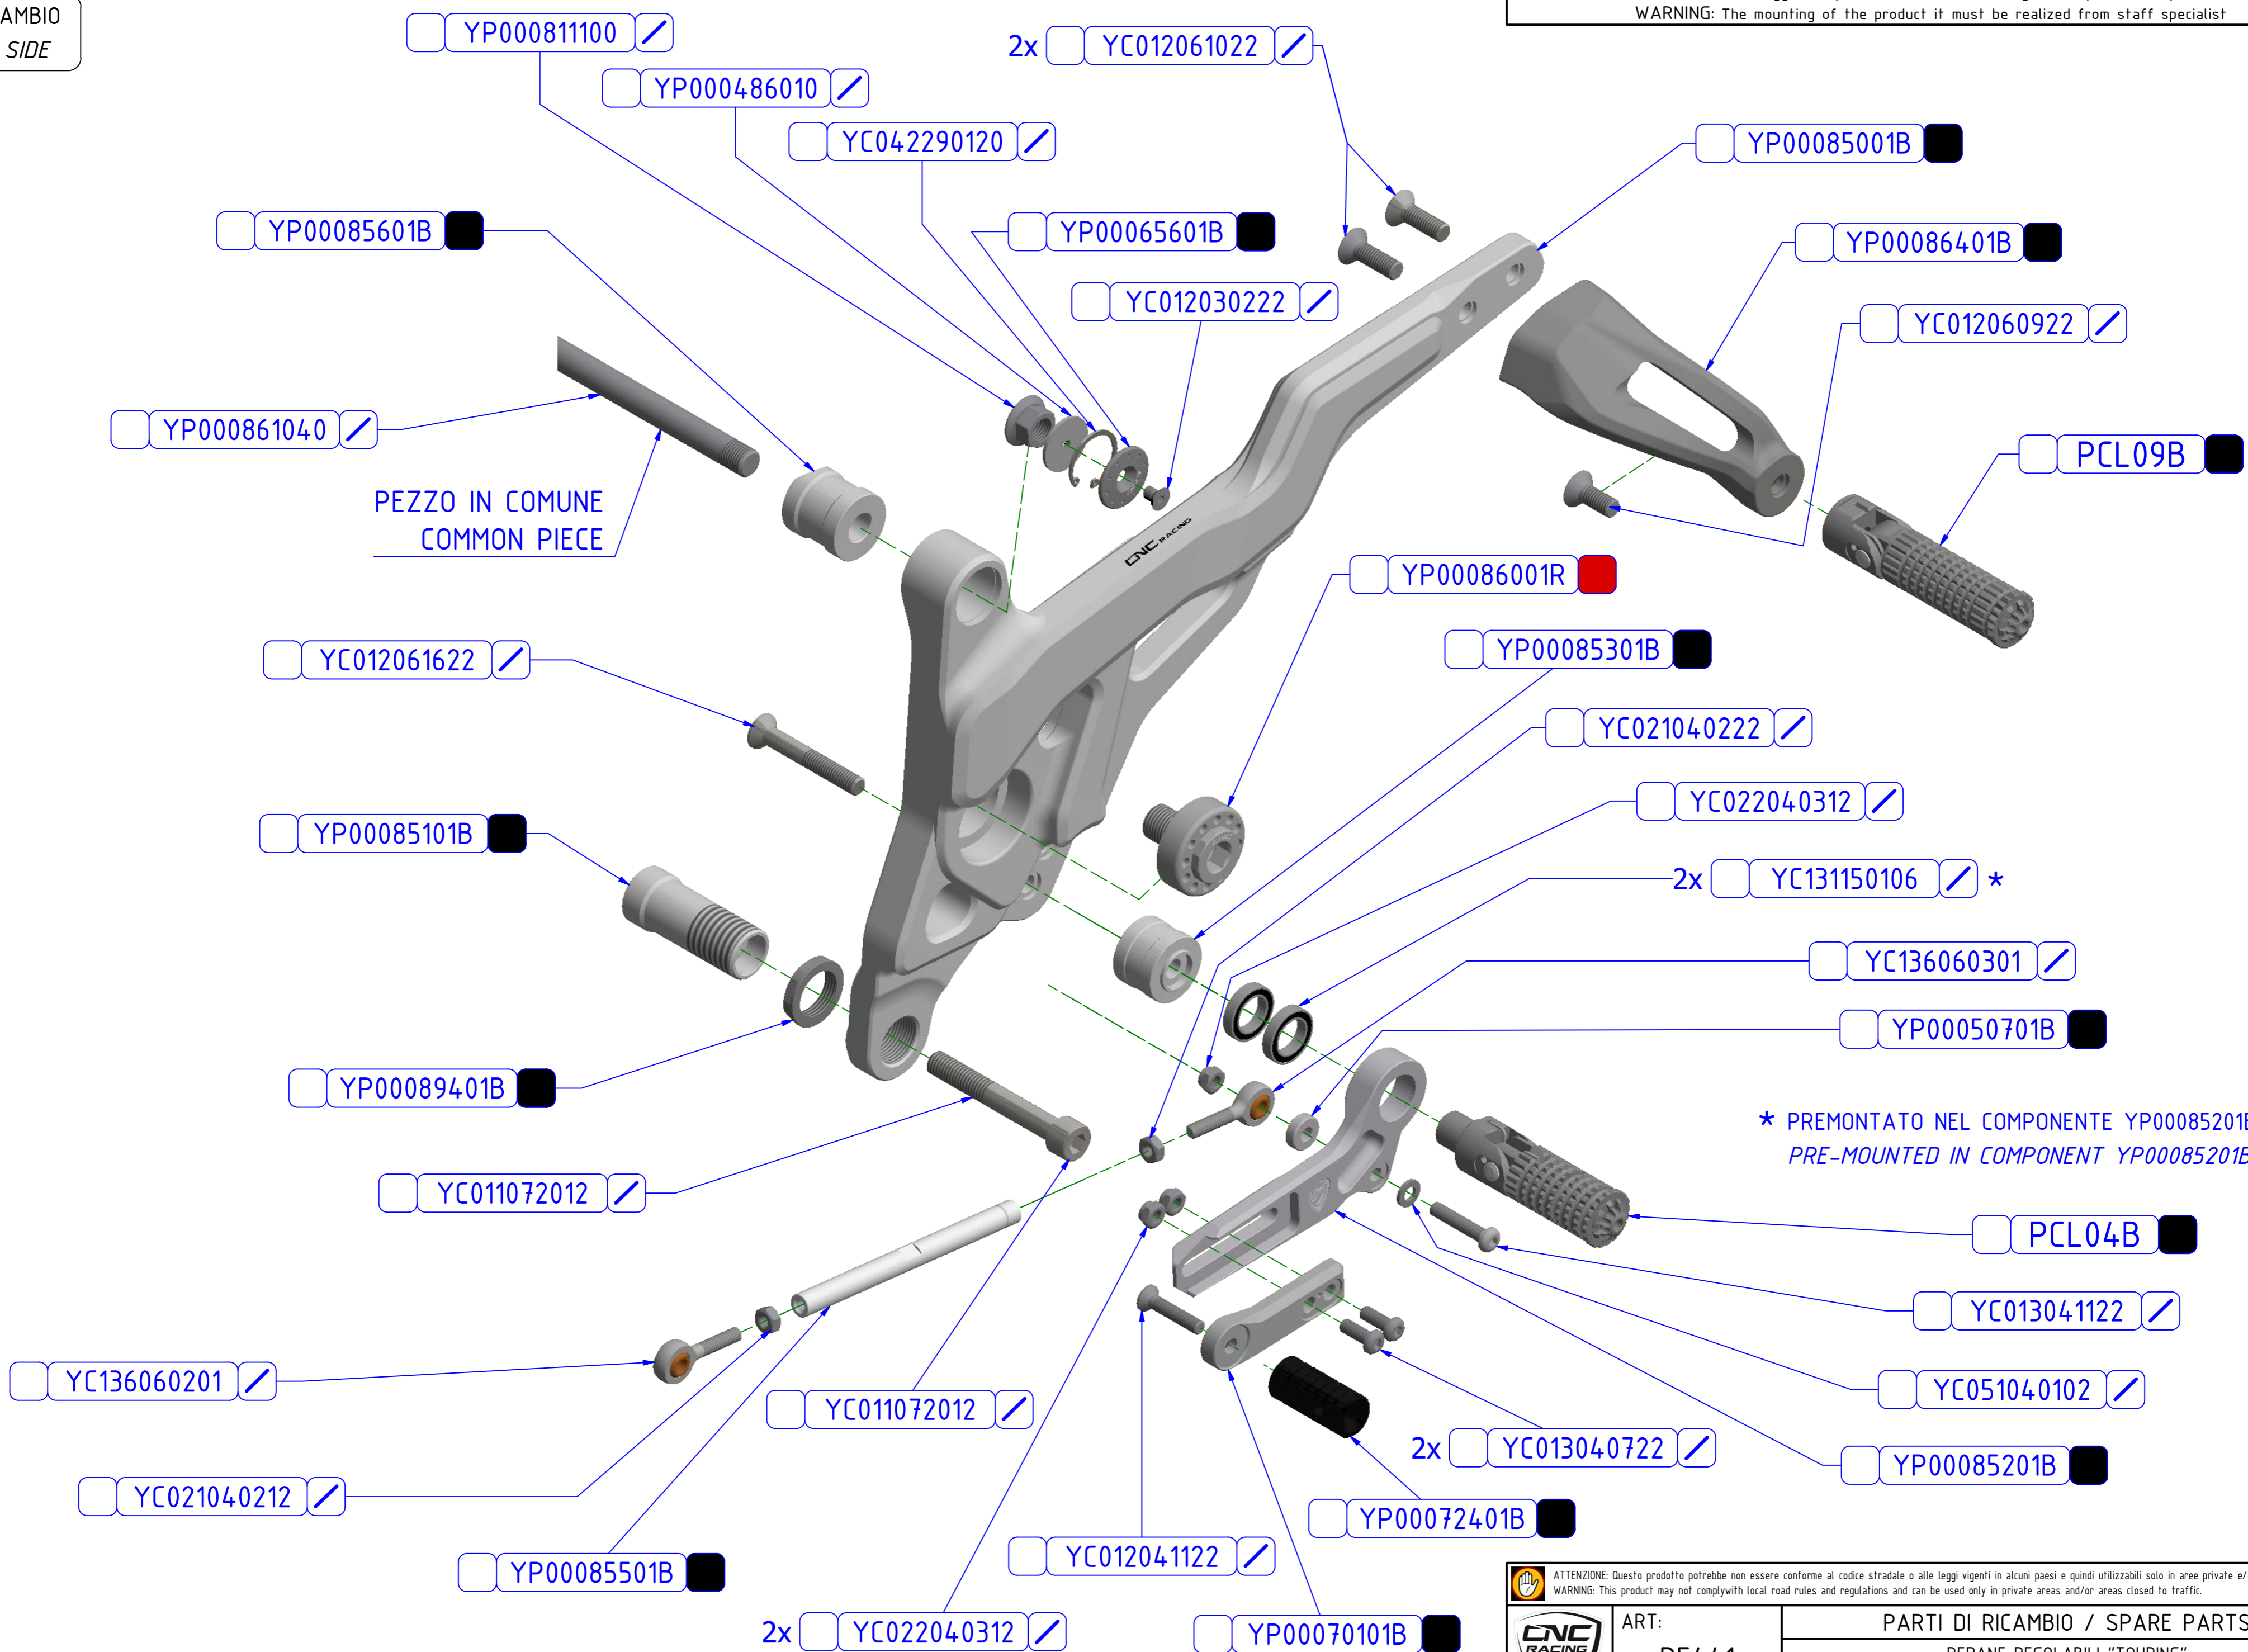 AMBIO
SIDE
WARNING: The mounting of the product it must be realized from staff specialist
YP000811100
2x YC012061022
YP000486010
YC042290120
YP00085001B
YP00085601B
YP00065601B
YP00086401B
YC012030222
YC012060922
YP000861040
PCL09B
PEZZO IN COMUNE
COMMON PIECE
CNC RACING
YP00086001R
YC012061622
YP00085301B
YC021040222
YC022040312
YP00085101B
2x YC131150106 *
YC136060301
YP00050701B
YP00089401B
* PREMONTATO NEL COMPONENTE YP00085201B
PRE-MOUNTED IN COMPONENT YP00085201B
YC011072012
PCL04B
YC013041122
YC136060201
YC051040102
YC011072012
2x YC013040722
YP00085201B
YC021040212
YP00072401B
YC012041122
YP00085501B
2x YC022040312
YP00070101B
ATTENZIONE: Questo prodotto potrebbe non essere conforme al codice stradale o alle leggi vigenti in alcuni paesi e quindi utilizzabili solo in aree private e/
WARNING: This product may not complywith local road rules and regulations and can be used only in private areas and/or areas closed to traffic.
CNC RACING
ART:
PARTI DI RICAMBIO / SPARE PARTS